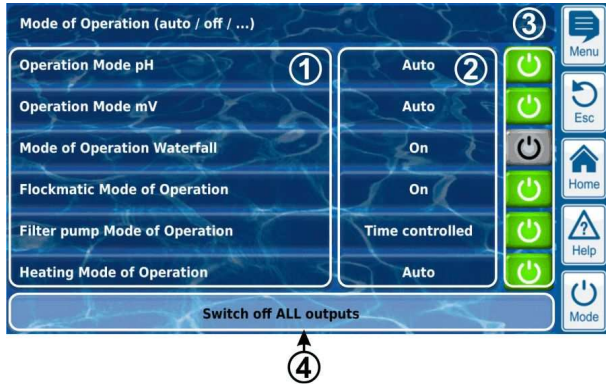 Mode of Operation (auto / off / ...)
3
Menu
Operation Mode pH
1
Auto
2
Operation Mode mV
Auto
Esc
Mode of Operation Waterfall
On
Flockmatic Mode of Operation
On
Home
Filter pump Mode of Operation
Time controlled
Help
Heating Mode of Operation
Auto
Switch off ALL outputs
Mode
4